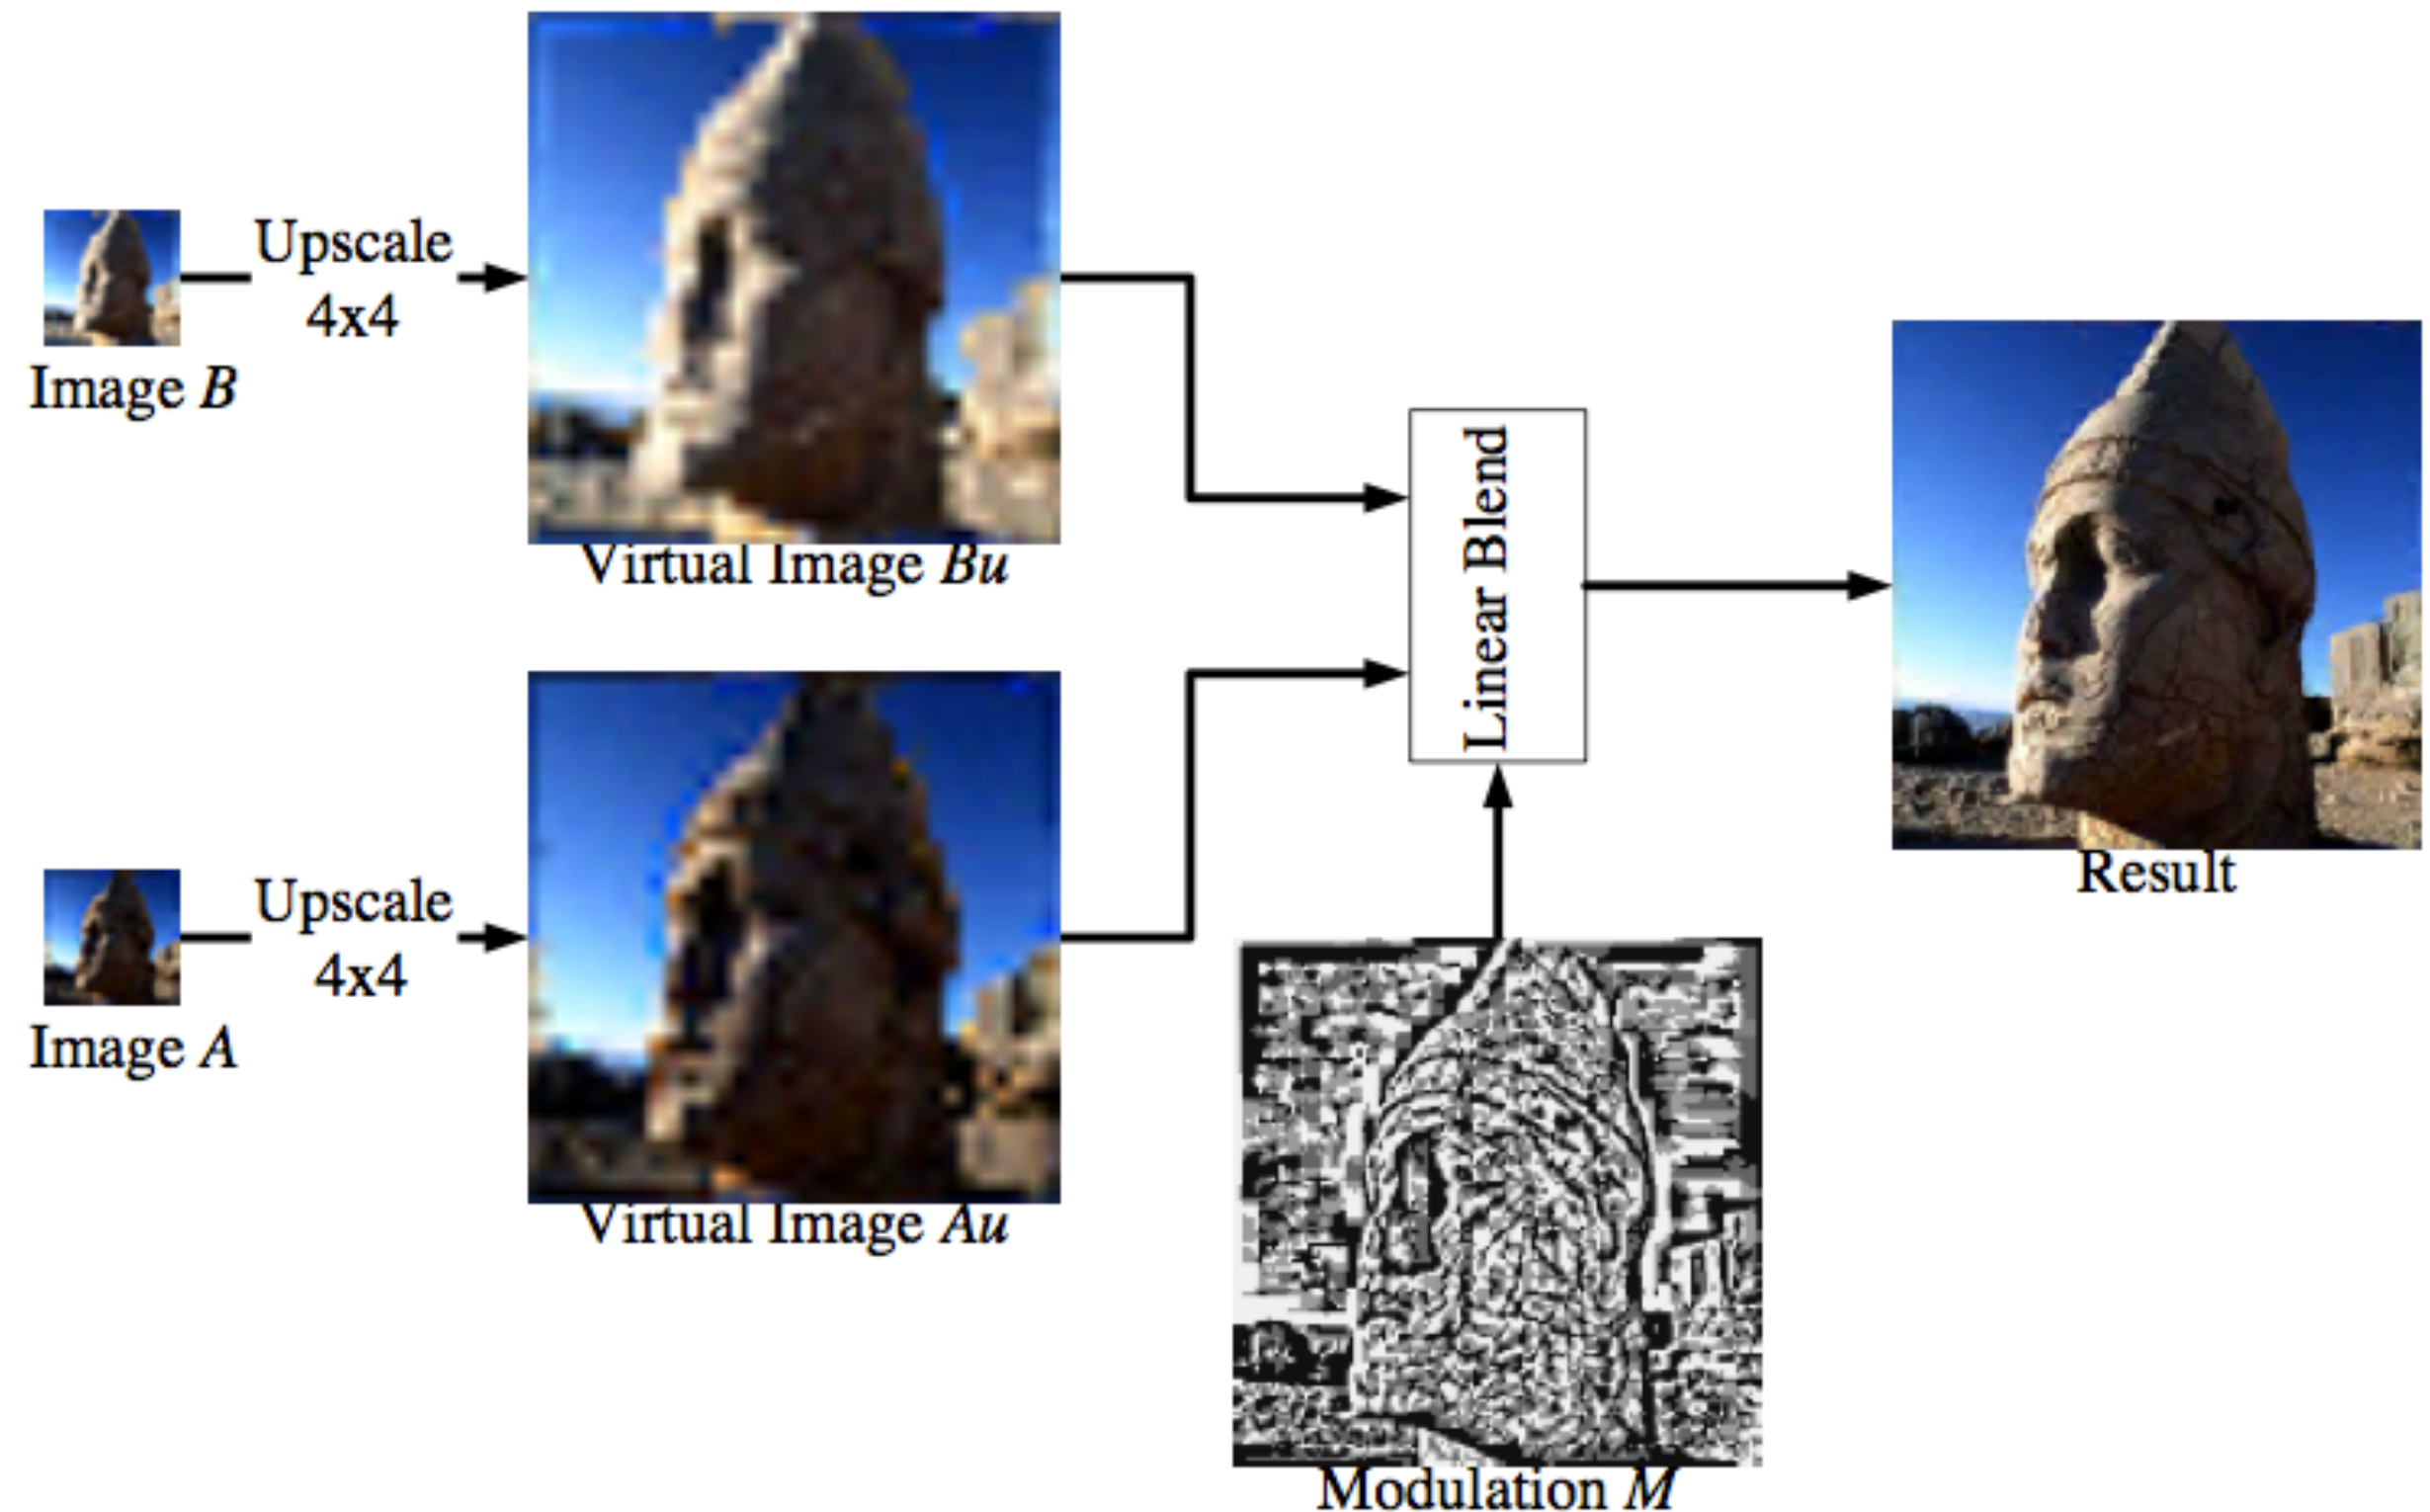 Upscale
4x4
Image B
Virtual Image Bu
Linear Blend
Result
Upscale
4x4
Image A
Virtual Image Au
Modulation M